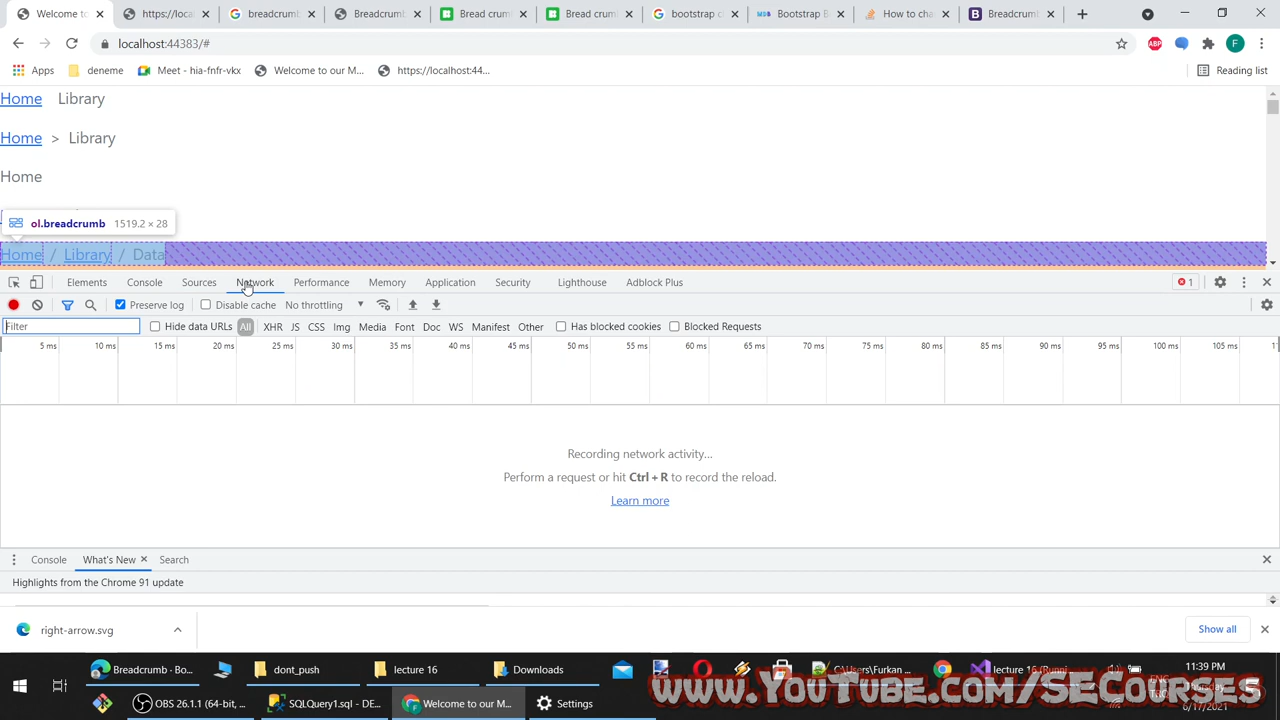 Welcome to
https://loca
breadcrumb
Breadcrumb
Bread crum
Bread crum
bootstrap c
Bootstrap B
How to cha
Breadcrumb
localhost:44383/#
ABP
F
Apps
deneme
Meet - hia-fnfr-vkx
Welcome to our M...
https://localhost:44...
Reading list
Home Library
Home > Library
Home
ol.breadcrumb 1519.2 × 28
Home / Library / Data
Elements Console Sources Network Performance Memory Application Security Lighthouse Adblock Plus 1
Preserve log Disable cache No throttling
Filter Hide data URLs All XHR JS CSS Img Media Font Doc WS Manifest Other Has blocked cookies Blocked Requests
5 ms 10 ms 15 ms 20 ms 25 ms 30 ms 35 ms 40 ms 45 ms 50 ms 55 ms 60 ms 65 ms 70 ms 75 ms 80 ms 85 ms 90 ms 95 ms 100 ms 105 ms
Recording network activity...
Perform a request or hit Ctrl + R to record the reload.
Learn more
Console What's New Search
Highlights from the Chrome 91 update
right-arrow.svg
Show all
Breadcrumb - Bo...
dont_push
lecture 16
Downloads
C:\Users\Furkan ...
lecture 16 (Runni...
11:39 PM
OBS 26.1.1 (64-bit, ...
SQLQuery1.sql - DE...
Welcome to our M...
Settings
6/17/2021
www.YouTube.com/SECourses